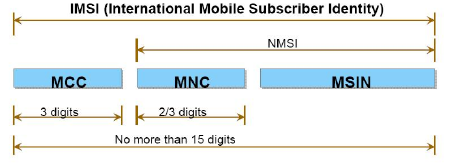 IMSI (International Mobile Subscriber Identity)
NMSI
MCC MNC MSIN
3 digits 2/3 digits
No more than 15 digits